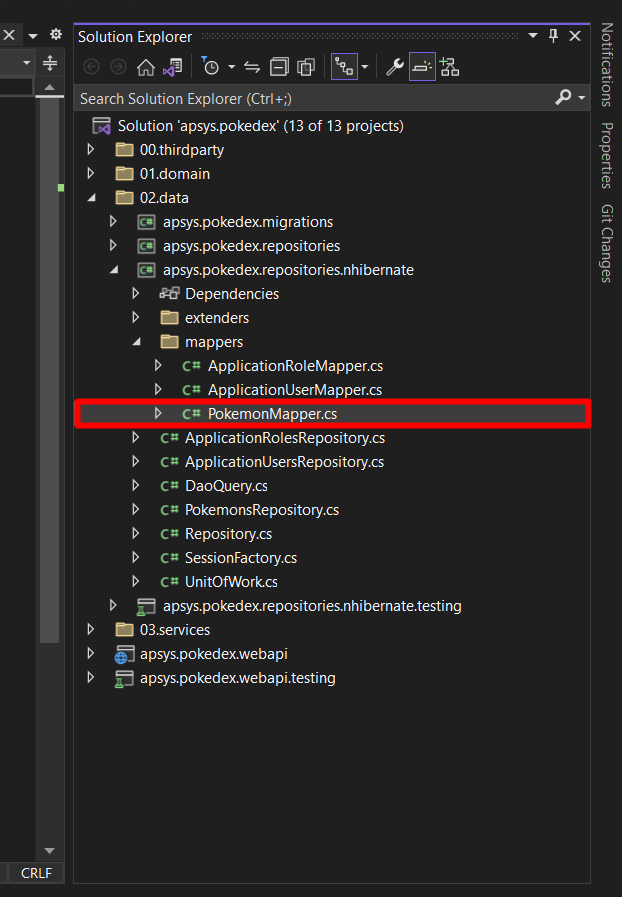 Solution Explorer
Search Solution Explorer (Ctrl+;)
Solution 'apsys.pokedex' (13 of 13 projects)
00.thirdparty
01.domain
02.data
C# apsys.pokedex.migrations
C# apsys.pokedex.repositories
C# apsys.pokedex.repositories.nhibernate
Dependencies
extenders
mappers
C# ApplicationRoleMapper.cs
C# ApplicationUserMapper.cs
C# PokemonMapper.cs
C# ApplicationRolesRepository.cs
C# ApplicationUsersRepository.cs
C# DaoQuery.cs
C# PokemonsRepository.cs
C# Repository.cs
C# SessionFactory.cs
C# UnitOfWork.cs
apsys.pokedex.repositories.nhibernate.testing
03.services
apsys.pokedex.webapi
apsys.pokedex.webapi.testing
CRLF
Notifications
Properties
Git Changes